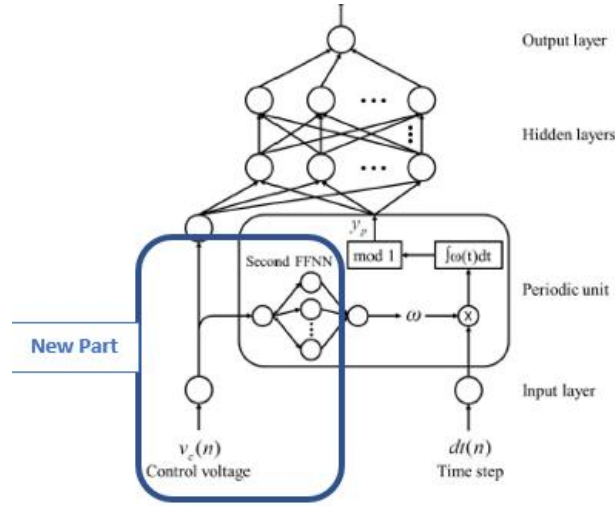 Output layer
Hidden layers
y_p
Second FFNN
mod 1
∫ω(t)dt
Periodic unit
ω
X
New Part
Input layer
v_c(n)
dt(n)
Control voltage
Time step